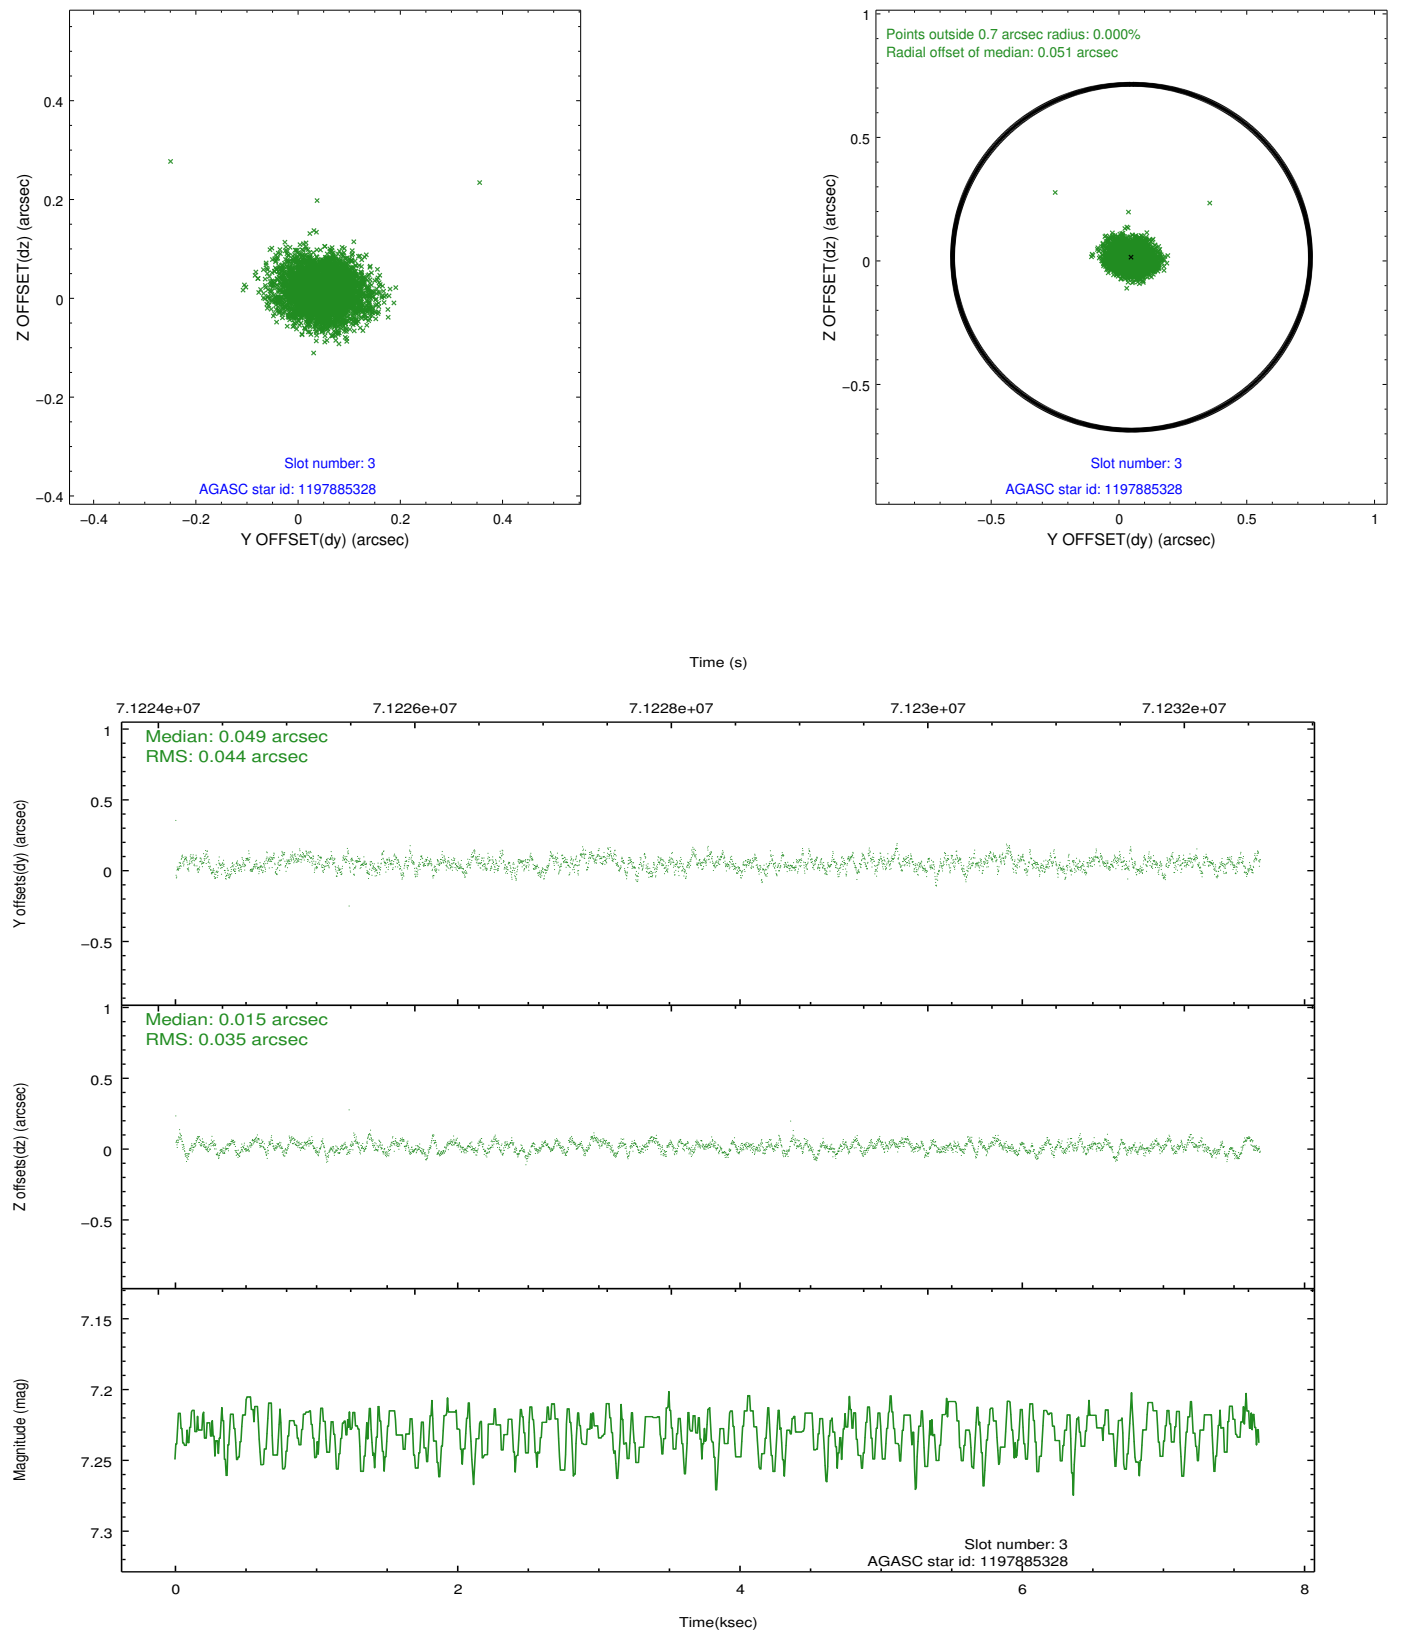 0.4
0.2
0
−0.2
−0.4
Z OFFSET(dz) (arcsec)
Slot number: 3
AGASC star id: 1197885328
−0.4 −0.2 0 0.2 0.4
Y OFFSET(dy) (arcsec)
Points outside 0.7 arcsec radius: 0.000%
Radial offset of median: 0.051 arcsec
1
0.5
0
−0.5
Z OFFSET(dz) (arcsec)
Slot number: 3
AGASC star id: 1197885328
−0.5 0 0.5 1
Y OFFSET(dy) (arcsec)
Time (s)
7.1224e+07 7.1226e+07 7.1228e+07 7.123e+07 7.1232e+07
Median: 0.049 arcsec
RMS: 0.044 arcsec
1
0.5
0
−0.5
Y offsets(dy) (arcsec)
Median: 0.015 arcsec
RMS: 0.035 arcsec
1
0.5
0
−0.5
Z offsets(dz) (arcsec)
7.15
7.2
7.25
7.3
Magnitude (mag)
Slot number: 3
AGASC star id: 1197885328
0 2 4 6 8
Time(ksec)